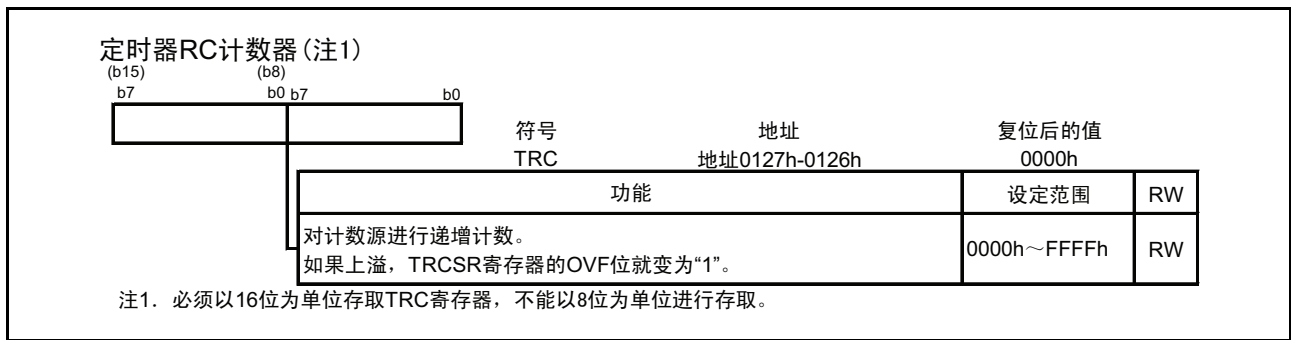 定时器RC计数器(注1)
(b15) (b8)
b7 b0 b7 b0
符号 地址 复位后的值
TRC 地址0127h-0126h 0000h
功能 设定范围 RW
对计数源进行递增计数。
如果上溢，TRCSR寄存器的OVF位就变为“1”。
0000h～FFFFh RW
注1. 必须以16位为单位存取TRC寄存器，不能以8位为单位进行存取。